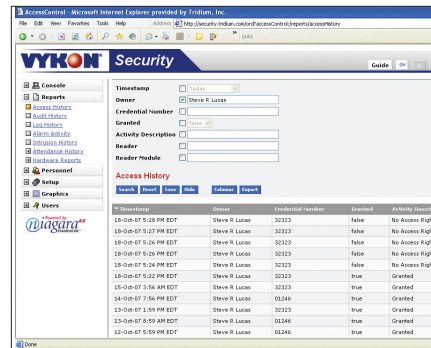 AccessControl - Microsoft Internet Explorer provided by Tridium, Inc.
File Edit View Favorites Tools Help Address http://security.tridium.com/ord?accessControl:/reports/accessHistory
Links
VYKON Security
Guide
Console
Reports
Access History
Audit History
Log History
Alarm Activity
Intrusion History
Attendance History
Hardware Reports
Personnel
Setup
Graphics
Users
Powered by
niagara AX
FRAMEWORK
Timestamp Today
Owner Steve R Lucas
Credential Number
Granted false
Activity Description
Reader
Reader Module
Access History
Search Reset Save Hide Columns Export
Timestamp Owner Credential Number Granted Activity Descri
18-Oct-07 5:28 PM EDT Steve R Lucas 32323 false No Access Righ
18-Oct-07 5:27 PM EDT Steve R Lucas 32323 false No Access Righ
18-Oct-07 5:26 PM EDT Steve R Lucas 32323 false No Access Righ
18-Oct-07 5:26 PM EDT Steve R Lucas 32323 false No Access Righ
18-Oct-07 5:24 PM EDT Steve R Lucas 32323 false No Access Righ
18-Oct-07 5:22 PM EDT Steve R Lucas 32323 true Granted
15-Oct-07 3:56 AM EDT Steve R Lucas 32323 true Granted
14-Oct-07 7:56 PM EDT Steve R Lucas 01246 true Granted
13-Oct-07 1:59 PM EDT Steve R Lucas 32323 true Granted
13-Oct-07 8:59 AM EDT Steve R Lucas 01246 true Granted
12-Oct-07 5:59 PM EDT Steve R Lucas 01246 true Granted
Done